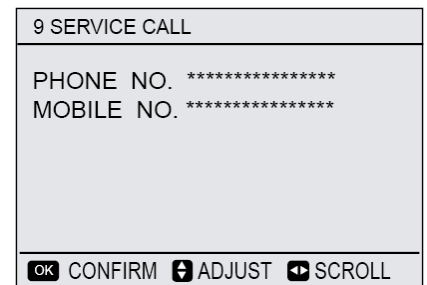 9 SERVICE CALL
PHONE NO. ****************
MOBILE NO. ****************
OK CONFIRM ADJUST SCROLL